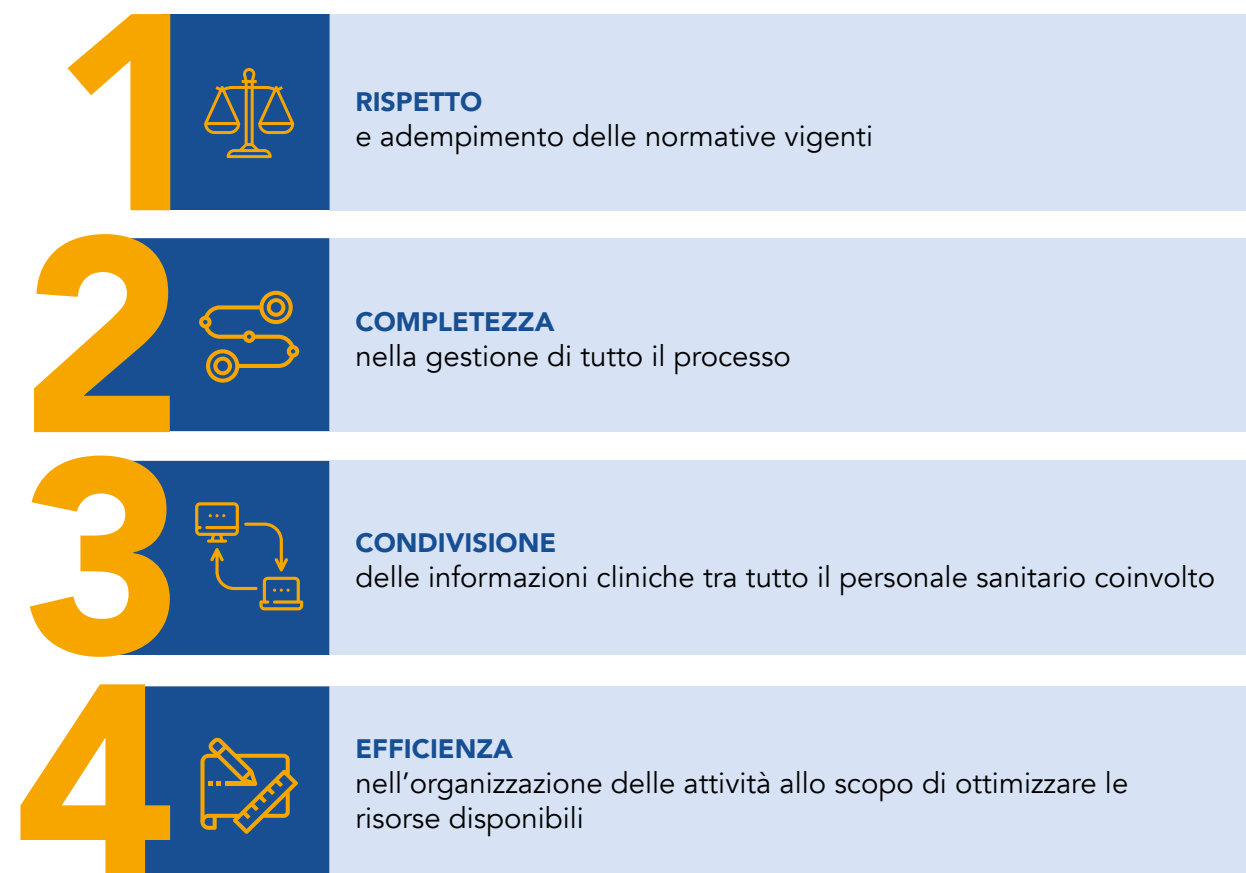 1
RISPETTO
e adempimento delle normative vigenti
2
COMPLETEZZA
nella gestione di tutto il processo
3
CONDIVISIONE
delle informazioni cliniche tra tutto il personale sanitario coinvolto
4
EFFICIENZA
nell’organizzazione delle attività allo scopo di ottimizzare le
risorse disponibili